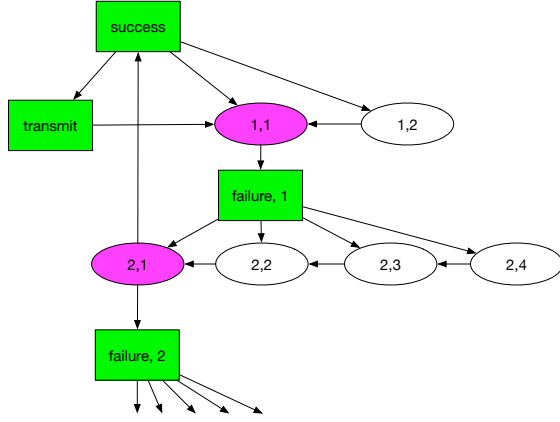 success
transmit
1,1
1,2
failure, 1
2,1
2,2
2,3
2,4
failure, 2